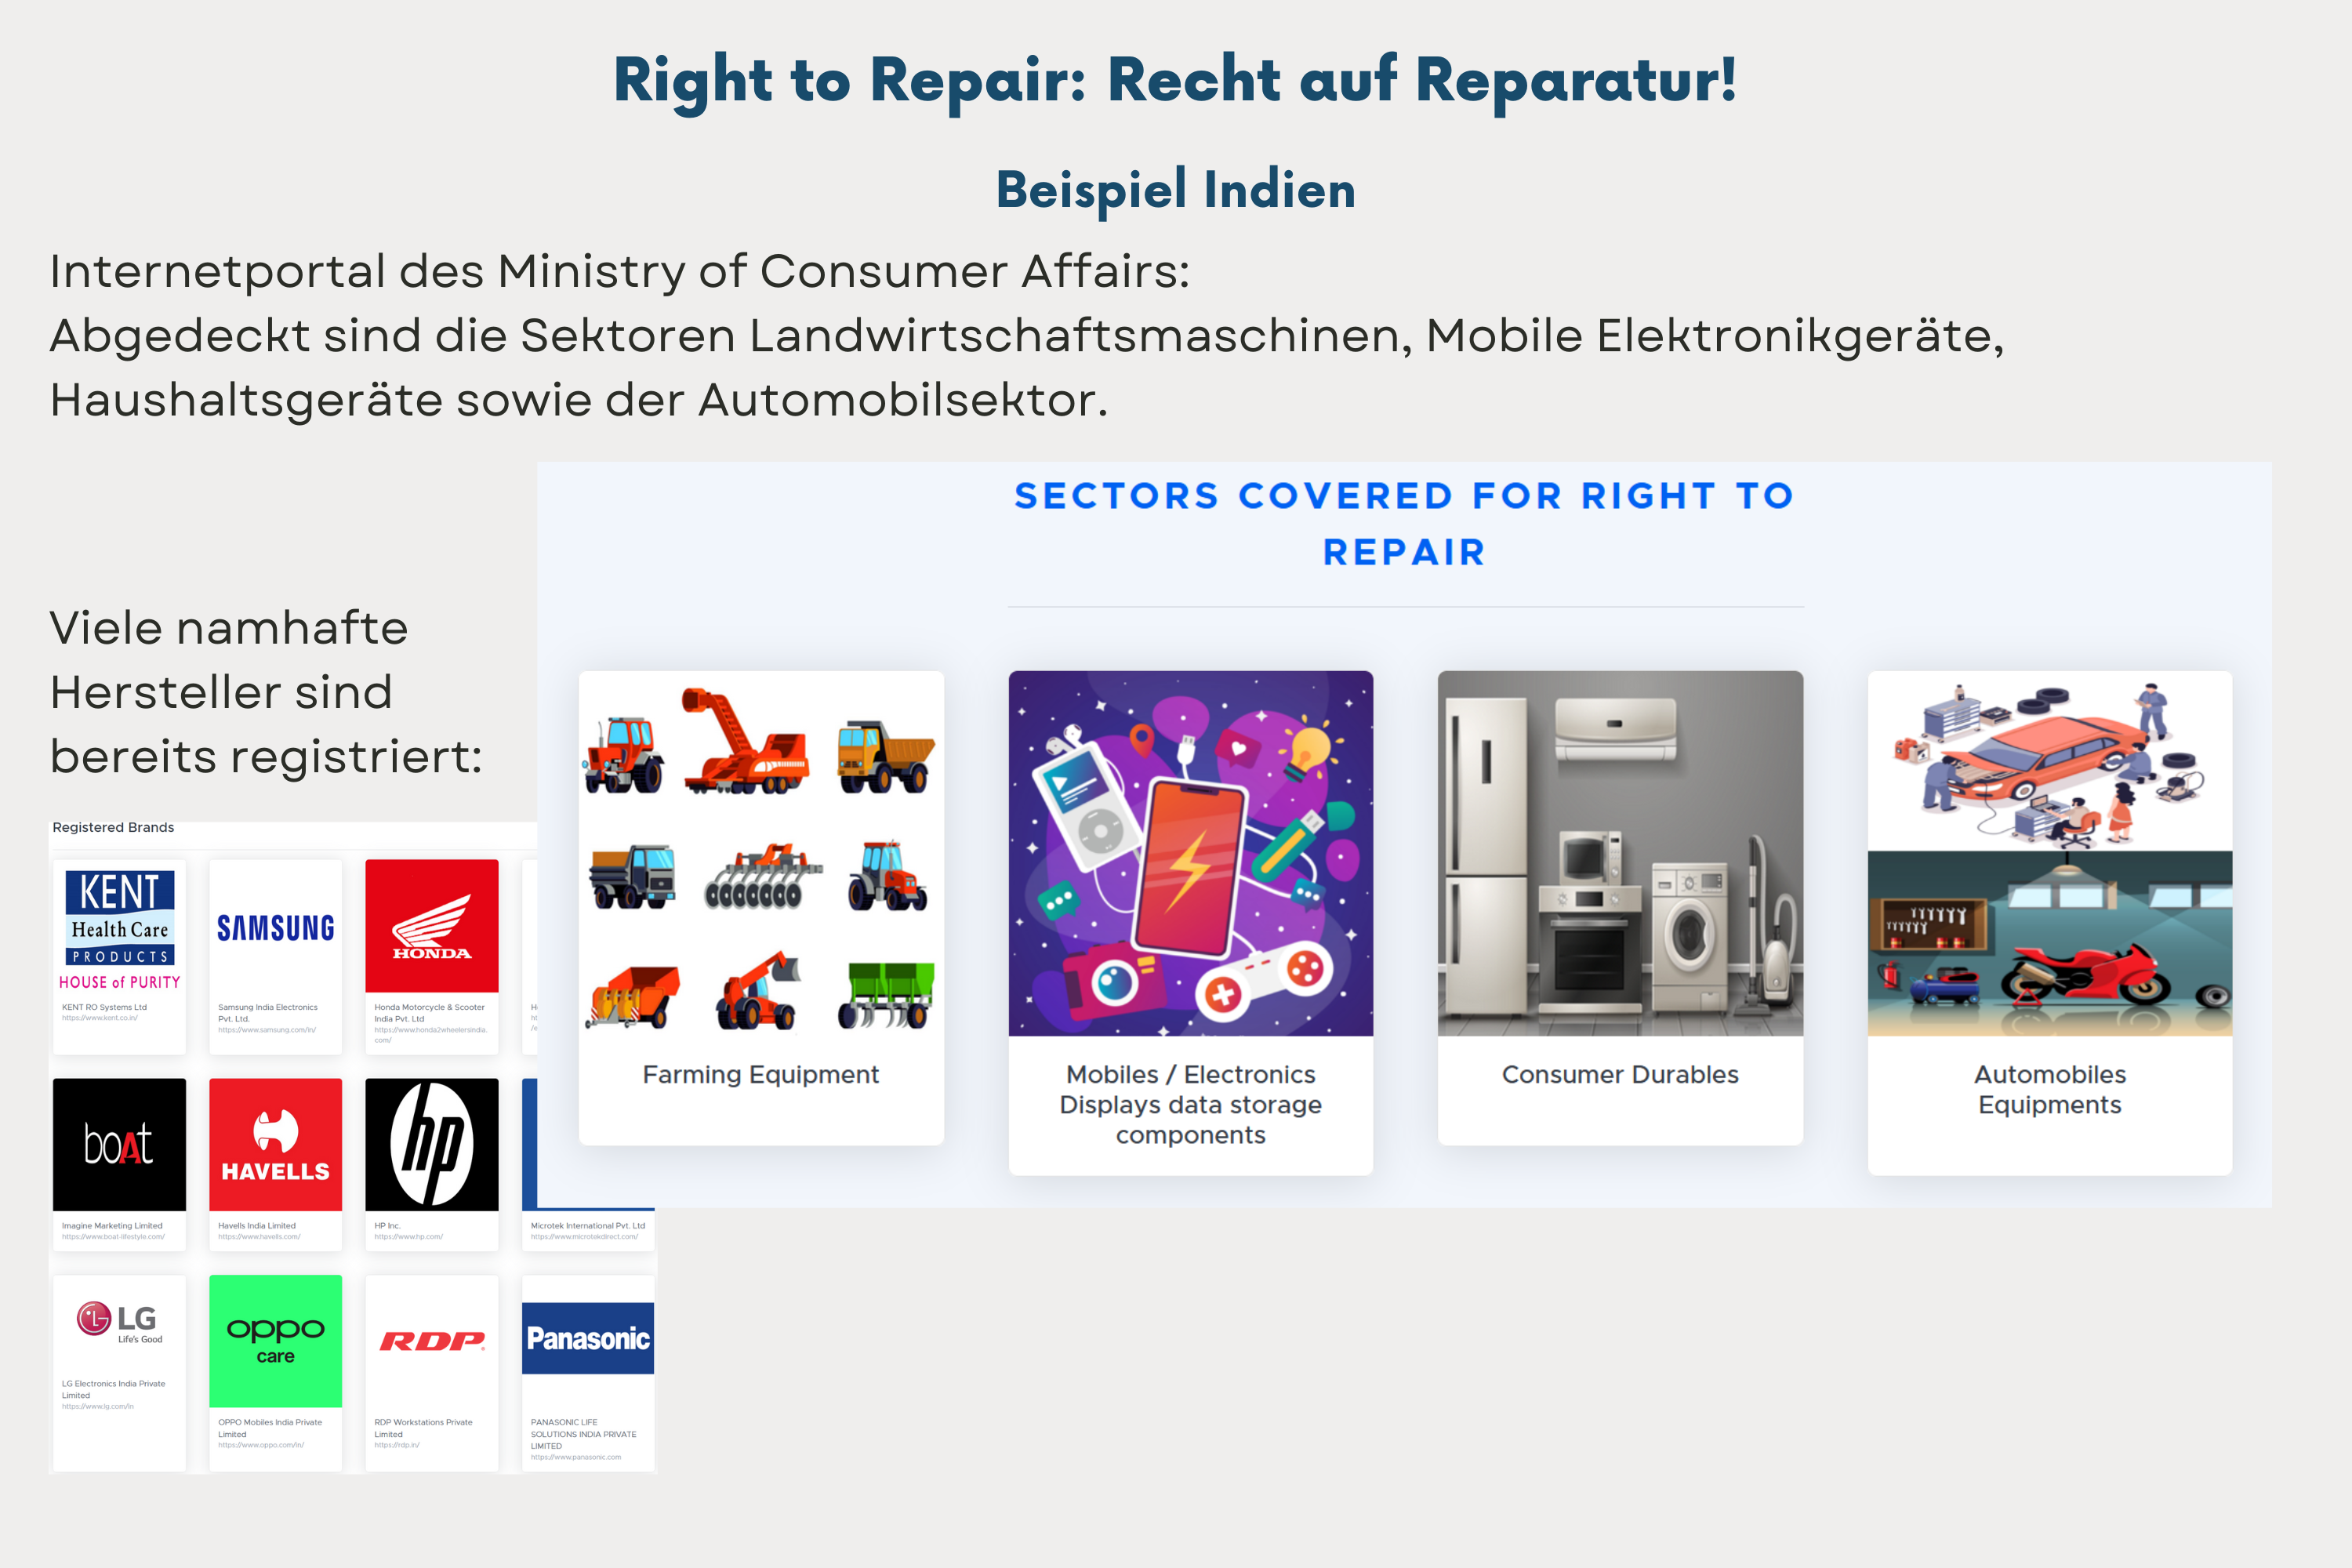 Right to Repair: Recht auf Reparatur!
Beispiel Indien
Internetportal des Ministry of Consumer Affairs:
Abgedeckt sind die Sektoren Landwirtschaftsmaschinen, Mobile Elektronikgeräte,
Haushaltsgeräte sowie der Automobilsektor.
Viele namhafte
Hersteller sind
bereits registriert:
SECTORS COVERED FOR RIGHT TO
REPAIR
Farming Equipment
Mobiles / Electronics
Displays data storage
components
Consumer Durables
Automobiles
Equipments
Registered Brands
KENT
Health Care
PRODUCTS
HOUSE of PURITY
KENT RO Systems Ltd
https://www.kent.co.in/
SAMSUNG
Samsung India Electronics
Pvt. Ltd.
https://www.samsung.com/in/
HONDA
Honda Motorcycle & Scooter
India Pvt. Ltd
https://www.honda2wheelersindia.
com/
boAt
Imagine Marketing Limited
https://www.boat-lifestyle.com/
HAVELLS
Havells India Limited
https://www.havells.com/
hp
HP Inc.
https://www.hp.com/
Microtek International Pvt. Ltd
https://www.microtekdirect.com/
LG
Life's Good
LG Electronics India Private
Limited
https://www.lg.com/in
oppo
care
OPPO Mobiles India Private
Limited
https://www.oppo.com/in/
RDP
RDP Workstations Private
Limited
https://rdp.in/
Panasonic
PANASONIC LIFE
SOLUTIONS INDIA PRIVATE
LIMITED
https://www.panasonic.com